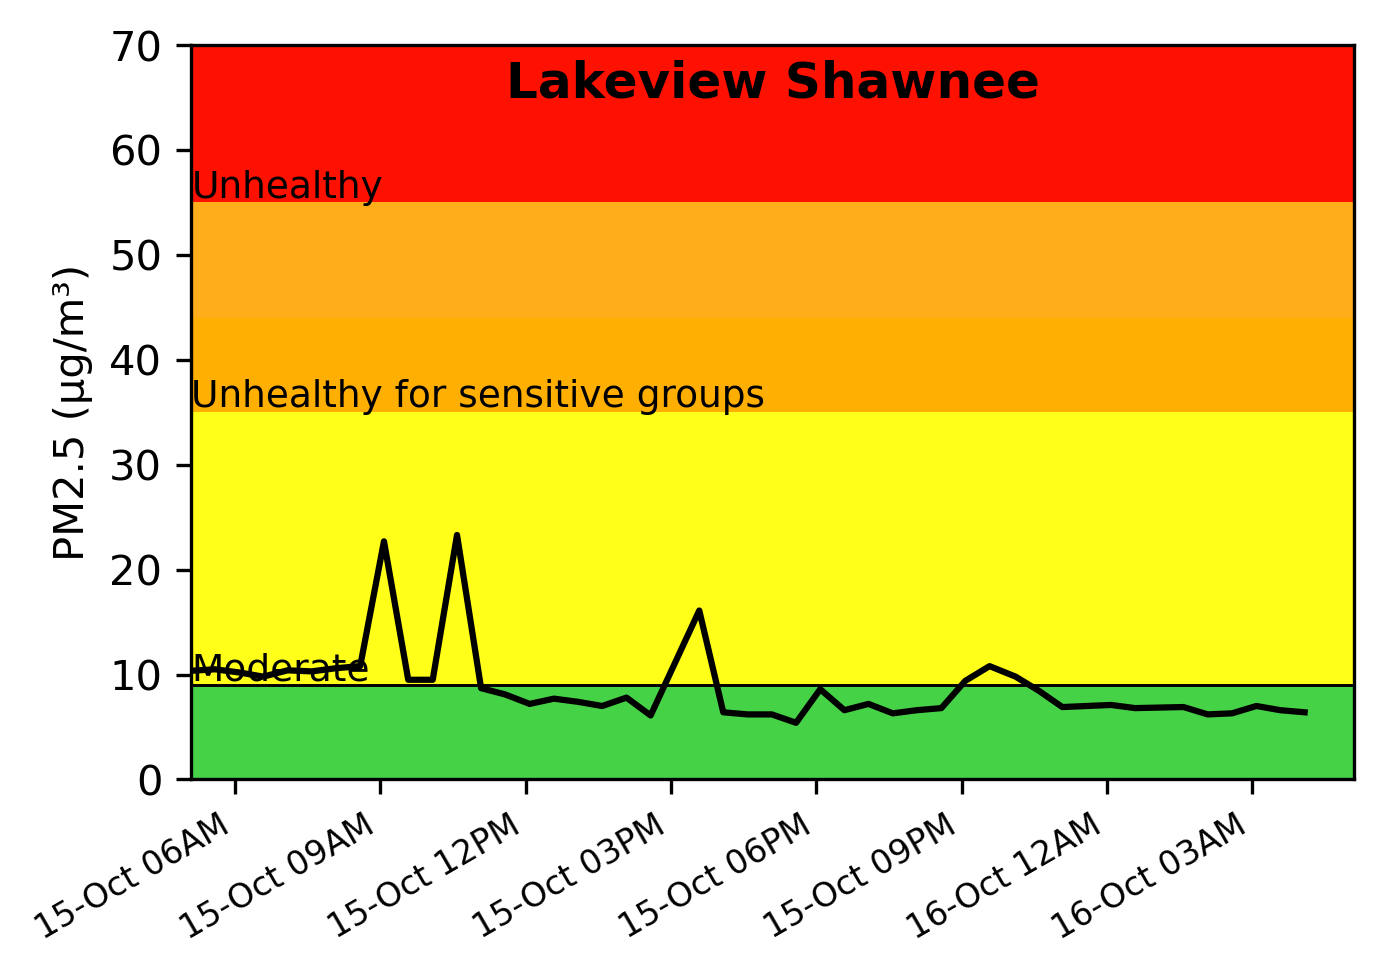 Lakeview Shawnee
PM2.5 (µg/m³)
70
60
50
40
30
20
10
0
Unhealthy
Unhealthy for sensitive groups
Moderate
15-Oct 06AM
15-Oct 09AM
15-Oct 12PM
15-Oct 03PM
15-Oct 06PM
15-Oct 09PM
16-Oct 12AM
16-Oct 03AM